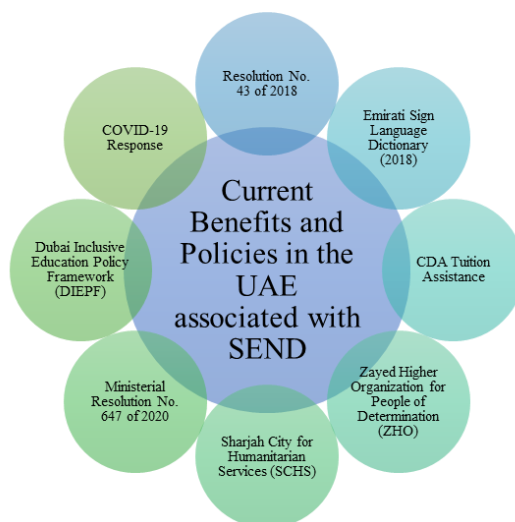 Resolution No.
43 of 2018
Emirati Sign
Language
Dictionary
(2018)
CDA Tuition
Assistance
Zayed Higher
Organization for
People of
Determination
(ZHO)
Sharjah City for
Humanitarian
Services (SCHS)
Ministerial
Resolution No.
647 of 2020
Dubai Inclusive
Education Policy
Framework
(DIEPF)
COVID-19
Response
Current
Benefits and
Policies in the
UAE
associated with
SEND